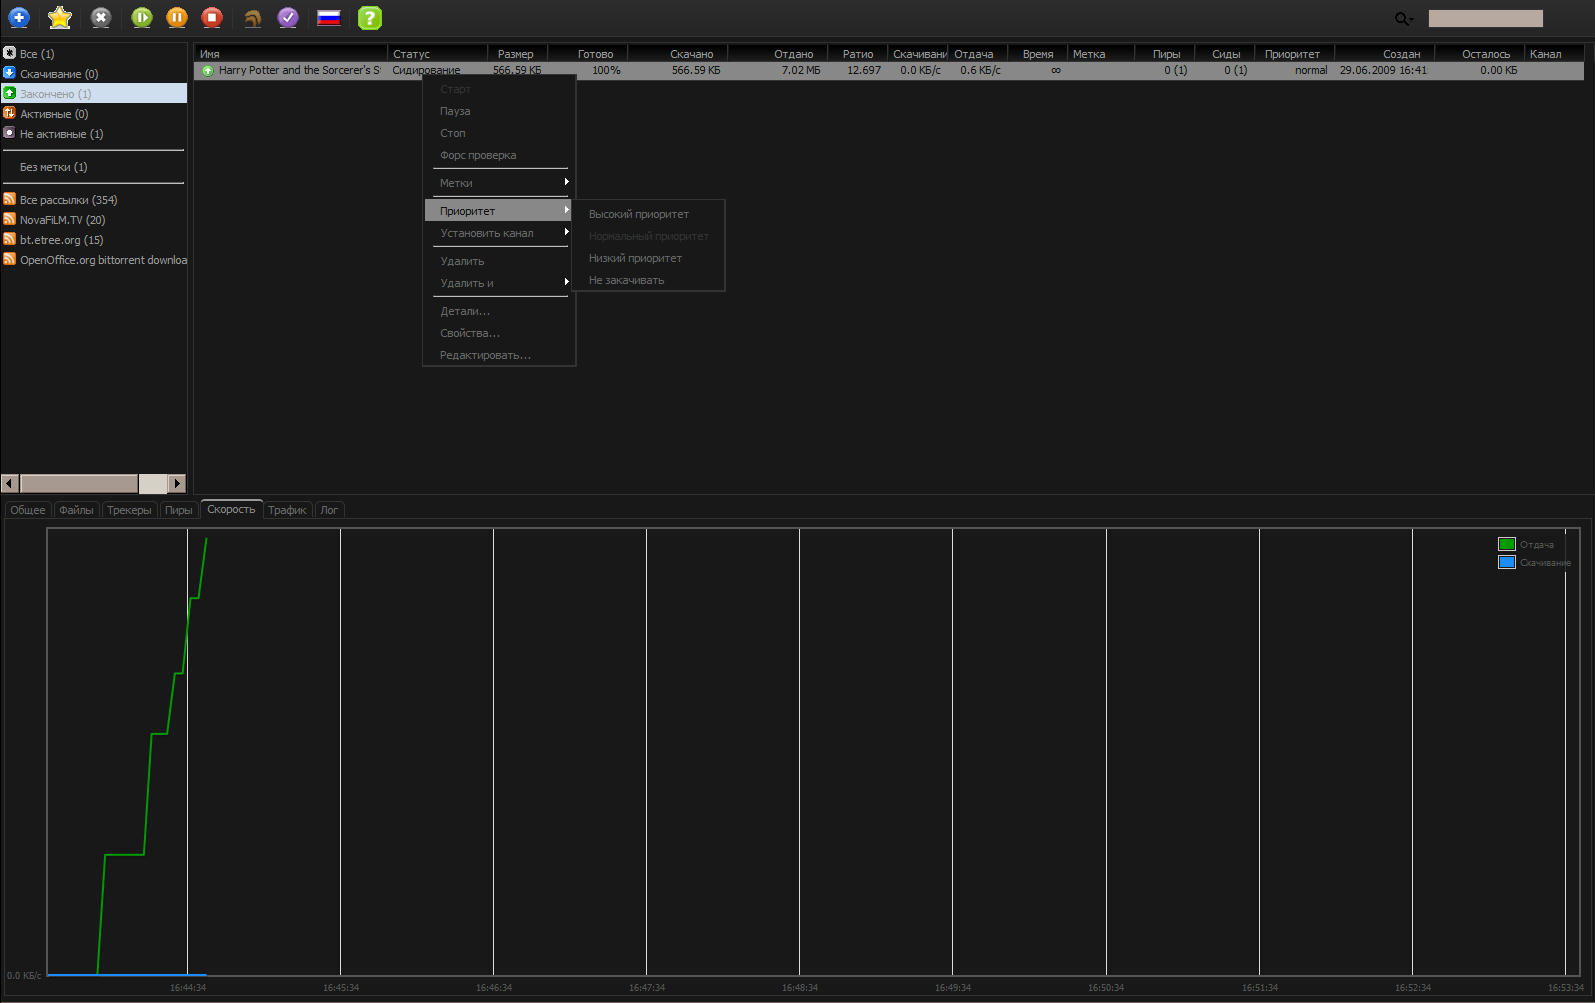 ?
Имя Статус Размер Готово Скачано Отдано Ратио Скачивани Отдача Время Метка Пиры Сиды Приоритет Создан Осталось Канал
Harry Potter and the Sorcerer's S Сидирование 566.59 КБ 100% 566.59 КБ 7.02 МБ 12.697 0.0 КБ/с 0.6 КБ/с ∞ 0 (1) 0 (1) normal 29.06.2009 16:41 0.00 КБ
Все (1)
Скачивание (0)
Закончено (1)
Активные (0)
Не активные (1)
Без метки (1)
Все рассылки (354)
NovaFiLM.TV (20)
bt.etree.org (15)
OpenOffice.org bittorrent downloa
Старт
Пауза
Стоп
Форс проверка
Метки
Приоритет
Установить канал
Удалить
Удалить и
Детали...
Свойства...
Редактировать...
Высокий приоритет
Нормальный приоритет
Низкий приоритет
Не закачивать
Общее Файлы Трекеры Пиры Скорость Трафик Лог
Отдача
Скачивание
0.0 КБ/с
16:44:34 16:45:34 16:46:34 16:47:34 16:48:34 16:49:34 16:50:34 16:51:34 16:52:34 16:53:34